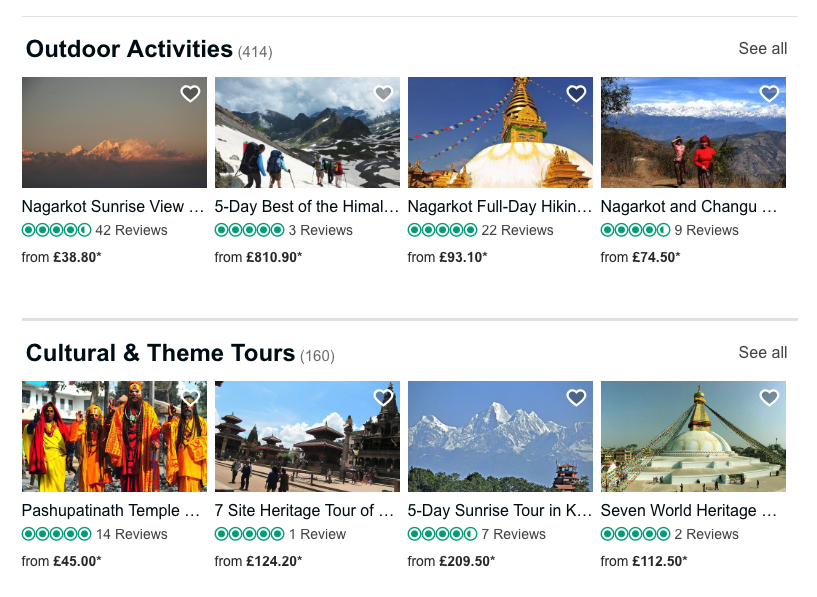 Outdoor Activities (414)
See all
Nagarkot Sunrise View ...
42 Reviews
from £38.80*
5-Day Best of the Himal...
3 Reviews
from £810.90*
Nagarkot Full-Day Hikin...
22 Reviews
from £93.10*
Nagarkot and Changu ...
9 Reviews
from £74.50*
Cultural & Theme Tours (160)
See all
Pashupatinath Temple ...
14 Reviews
from £45.00*
7 Site Heritage Tour of ...
1 Review
from £124.20*
5-Day Sunrise Tour in K...
7 Reviews
from £209.50*
Seven World Heritage ...
2 Reviews
from £112.50*